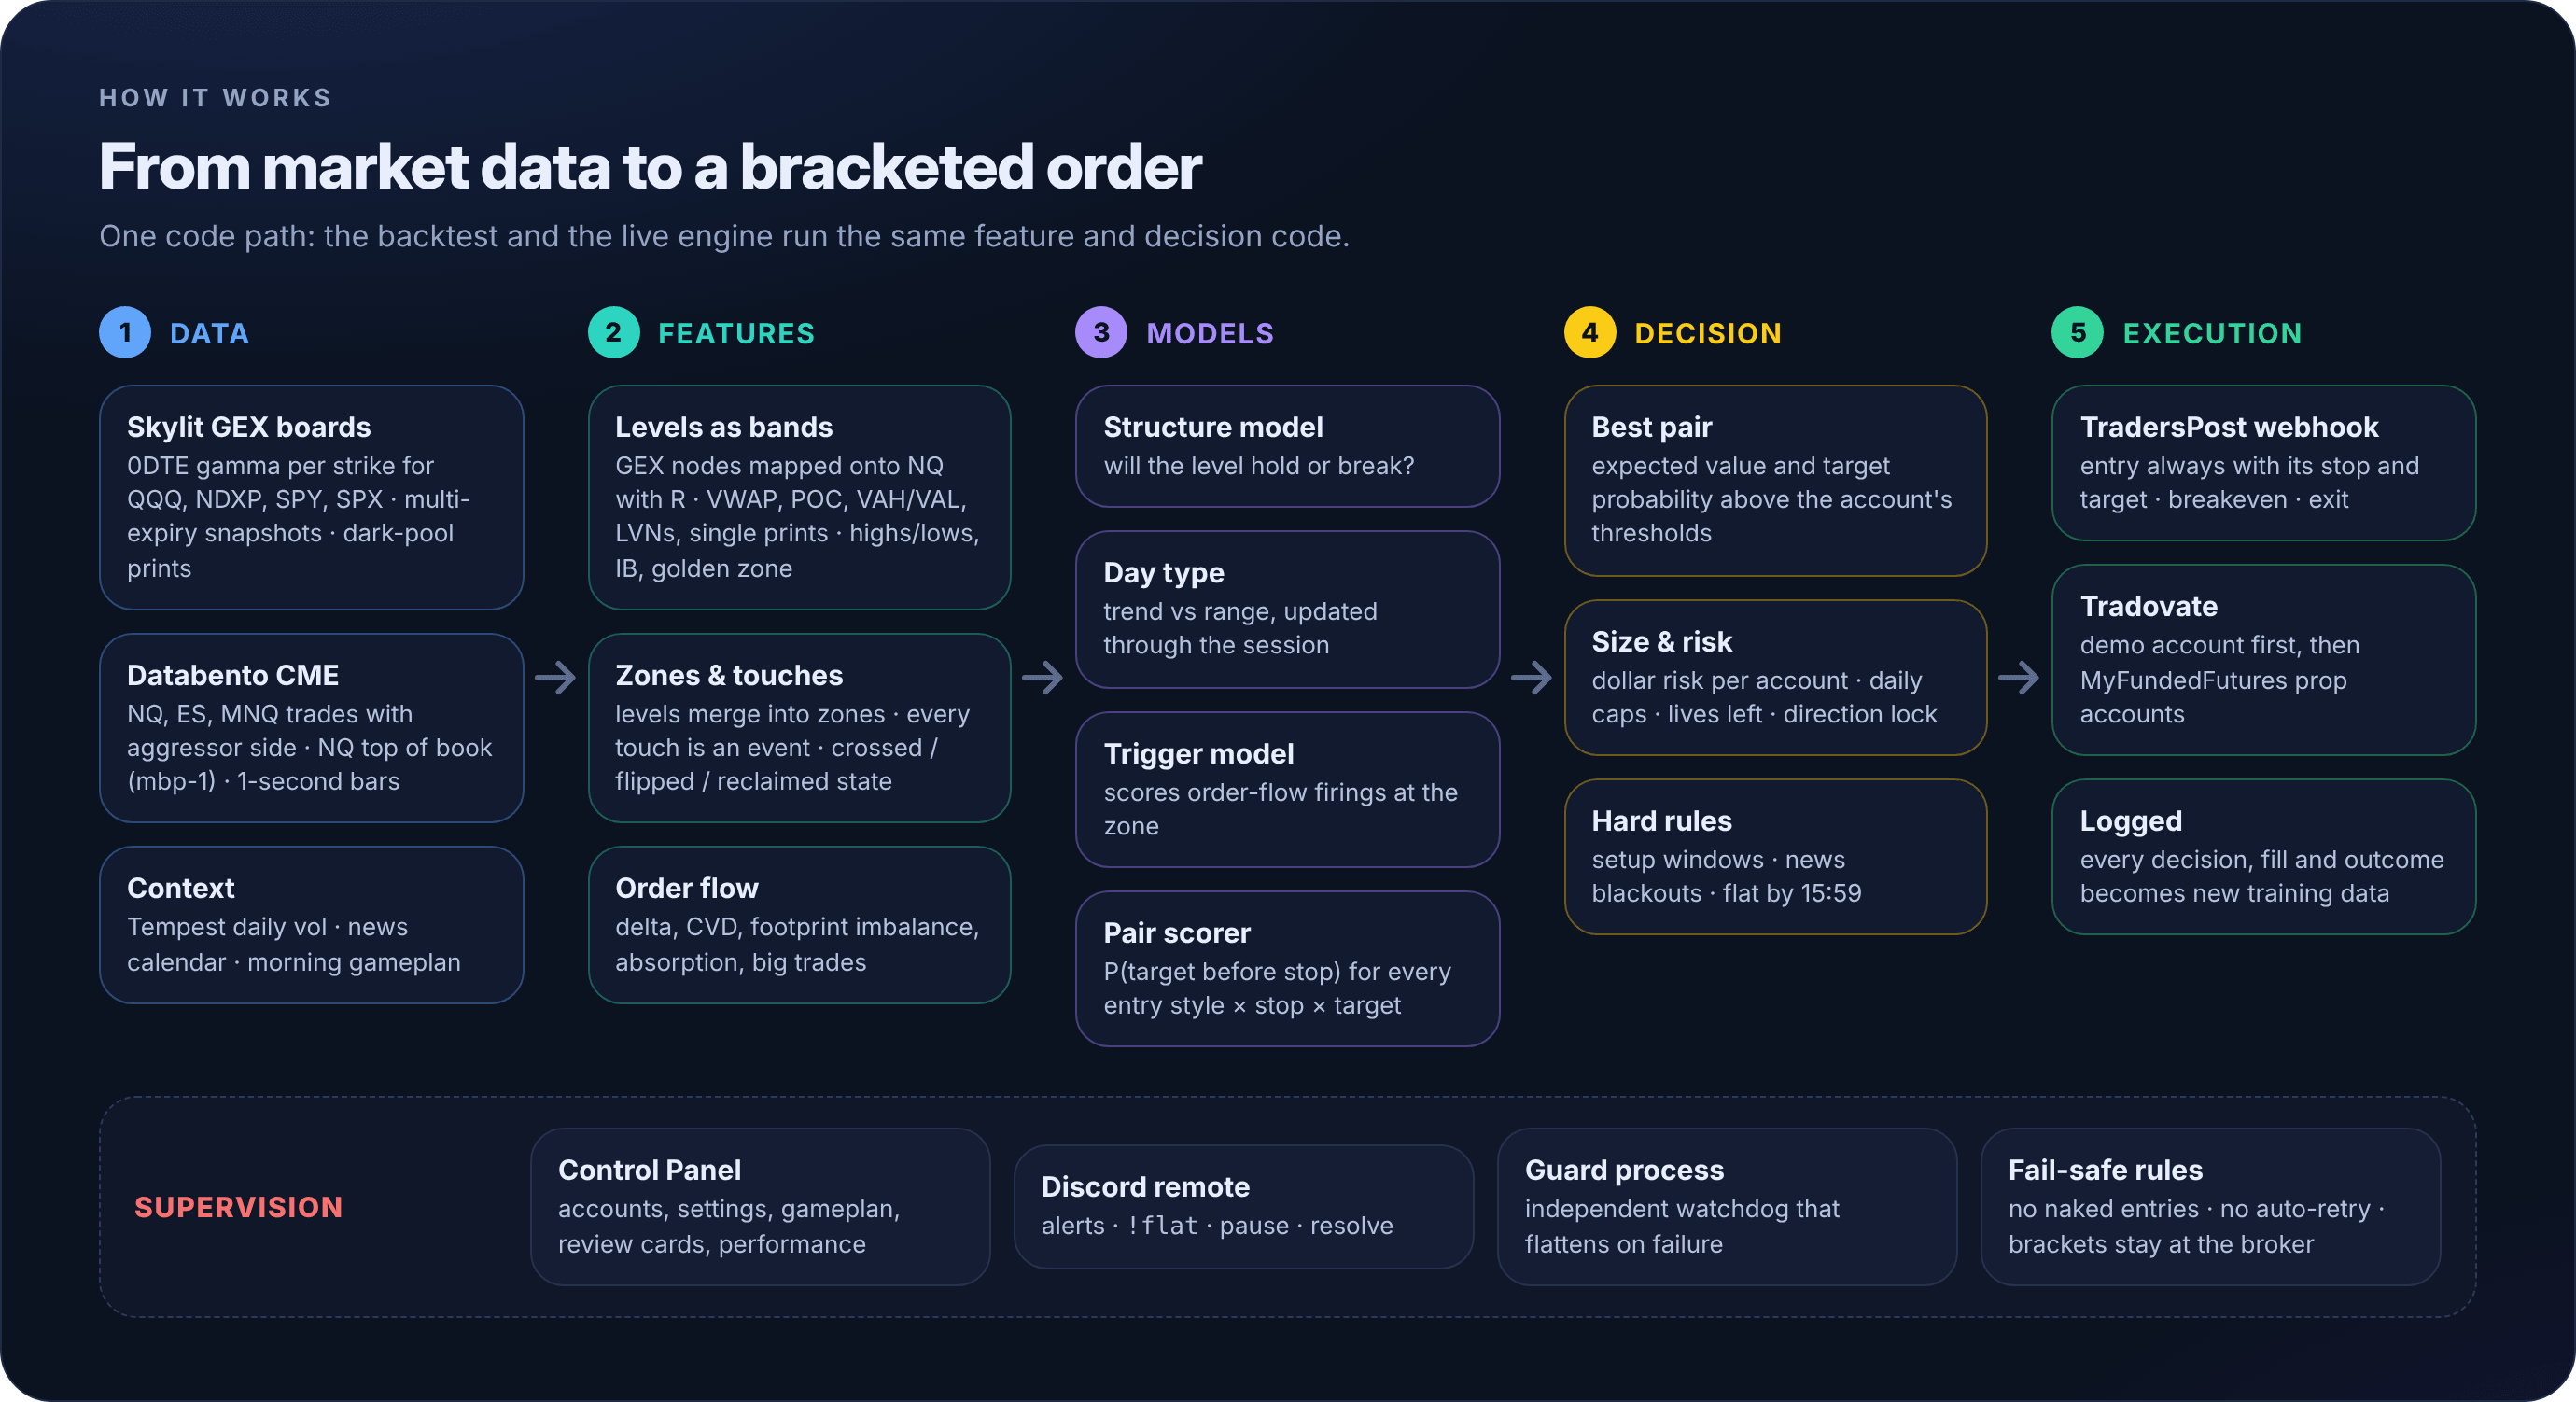 HOW IT WORKS
From market data to a bracketed order
One code path: the backtest and the live engine run the same feature and decision code.
1 DATA
Skylit GEX boards
0DTE gamma per strike for
QQQ, NDXP, SPY, SPX · multi-
expiry snapshots · dark-pool
prints
Databento CME
NQ, ES, MNQ trades with
aggressor side · NQ top of book
(mbp-1) · 1-second bars
Context
Tempest daily vol · news
calendar · morning gameplan
2 FEATURES
Levels as bands
GEX nodes mapped onto NQ
with R · VWAP, POC, VAH/VAL,
LVNs, single prints · highs/lows,
IB, golden zone
Zones & touches
levels merge into zones · every
touch is an event · crossed /
flipped / reclaimed state
Order flow
delta, CVD, footprint imbalance,
absorption, big trades
3 MODELS
Structure model
will the level hold or break?
Day type
trend vs range, updated
through the session
Trigger model
scores order-flow firings at the
zone
Pair scorer
P(target before stop) for every
entry style × stop × target
4 DECISION
Best pair
expected value and target
probability above the account's
thresholds
Size & risk
dollar risk per account · daily
caps · lives left · direction lock
Hard rules
setup windows · news
blackouts · flat by 15:59
5 EXECUTION
TradersPost webhook
entry always with its stop and
target · breakeven · exit
Tradovate
demo account first, then
MyFundedFutures prop
accounts
Logged
every decision, fill and outcome
becomes new training data
SUPERVISION
Control Panel
accounts, settings, gameplan,
review cards, performance
Discord remote
alerts · !flat · pause · resolve
Guard process
independent watchdog that
flattens on failure
Fail-safe rules
no naked entries · no auto-retry ·
brackets stay at the broker